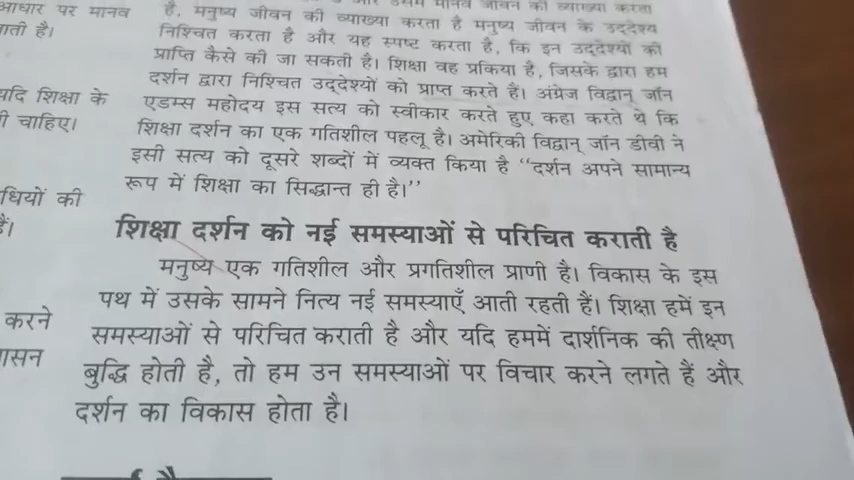 आधार पर मानव
ाती है।
यदि शिक्षा के
ी चाहिए।
धियों की
हैं।
करने
ासन
मानव जीवन की व्याख्या करता
है, मनुष्य जीवन की व्याख्या करता है मनुष्य जीवन के उद्देश्य
निश्चित करता है और यह स्पष्ट करता है, कि इन उद्देश्यों की
प्राप्ति कैसे की जा सकती है। शिक्षा वह प्रकिया है, जिसके द्वारा हम
दर्शन द्वारा निश्चित उद्देश्यों को प्राप्त करते हैं। अंग्रेज विद्वान् जॉन
एडम्स महोदय इस सत्य को स्वीकार करते हुए कहा करते थे कि
शिक्षा दर्शन का एक गतिशील पहलू है। अमेरिकी विद्वान् जॉन डीवी ने
इसी सत्य को दूसरे शब्दों में व्यक्त किया है ‘‘दर्शन अपने सामान्य
रूप में शिक्षा का सिद्धान्त ही है।’’
शिक्षा दर्शन को नई समस्याओं से परिचित कराती है
मनुष्य एक गतिशील और प्रगतिशील प्राणी है। विकास के इस
पथ में उसके सामने नित्य नई समस्याएँ आती रहती हैं। शिक्षा हमें इन
समस्याओं से परिचित कराती है और यदि हममें दार्शनिक की तीक्ष्ण
बुद्धि होती है, तो हम उन समस्याओं पर विचार करने लगते हैं और
दर्शन का विकास होता है।